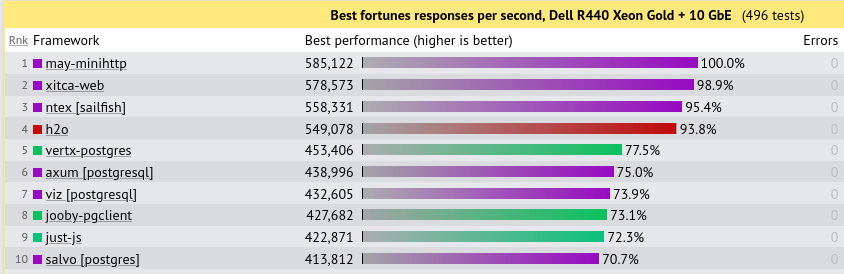 Best fortunes responses per second, Dell R440 Xeon Gold + 10 GbE (496 tests)
Rnk Framework Best performance (higher is better) Errors
1 may-minihttp 585,122 100.0% 0
2 xitca-web 578,573 98.9% 0
3 ntex [sailfish] 558,331 95.4% 0
4 h2o 549,078 93.8% 0
5 vertx-postgres 453,406 77.5% 0
6 axum [postgresql] 438,996 75.0% 0
7 viz [postgresql] 432,605 73.9% 0
8 jooby-pgclient 427,682 73.1% 0
9 just-js 422,871 72.3% 0
10 salvo [postgres] 413,812 70.7% 0